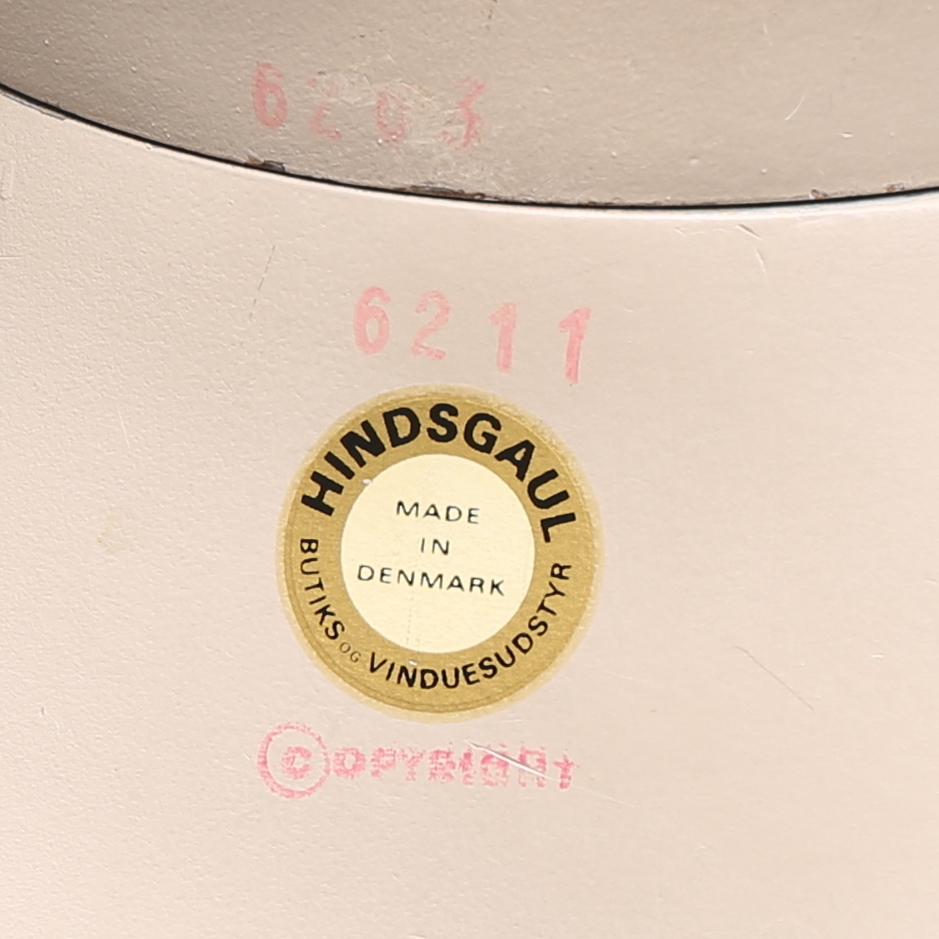 6203
6211
HINDSGAUL
MADE
IN
DENMARK
BUTIKS OG VINDUESUDSTYR
©OPYRIGHT